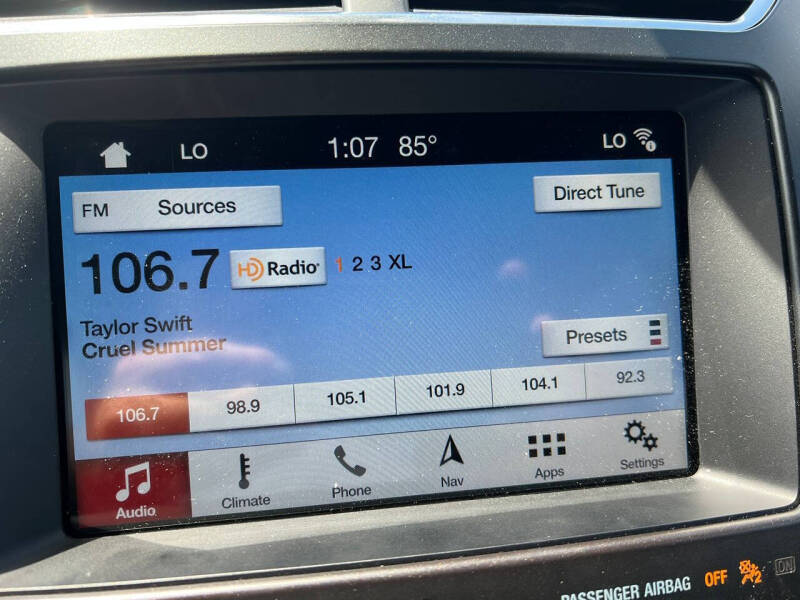 LO 1:07 85° LO
FM Sources Direct Tune
106.7 HD Radio® 1 2 3 XL
Taylor Swift
Cruel Summer
Presets
106.7 98.9 105.1 101.9 104.1 92.3
Audio Climate Phone Nav Apps Settings
PASSENGER AIRBAG OFF 2 ON